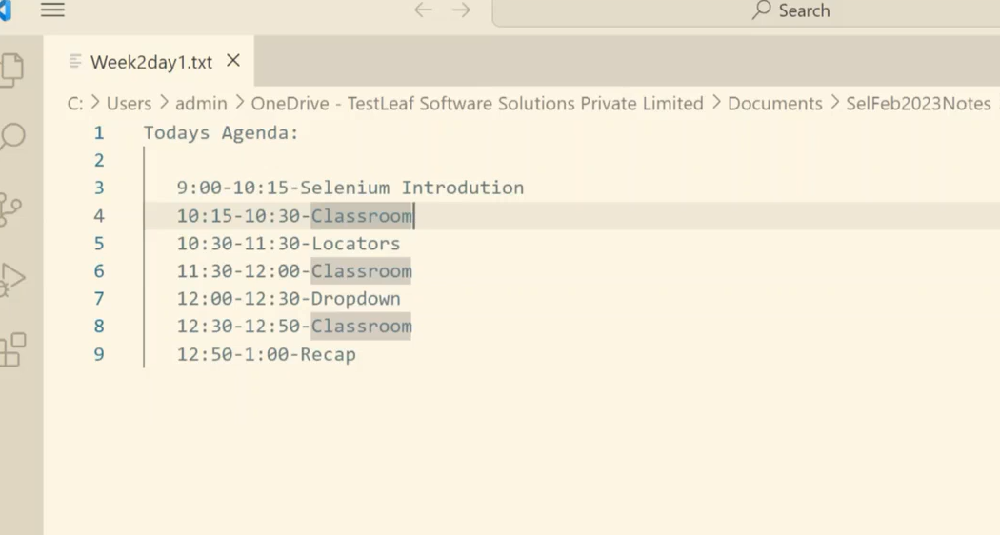 Search
Week2day1.txt
C: > Users > admin > OneDrive - TestLeaf Software Solutions Private Limited > Documents > SelFeb2023Notes
1 Todays Agenda:
2
3 9:00-10:15-Selenium Introdution
4 10:15-10:30-Classroom
5 10:30-11:30-Locators
6 11:30-12:00-Classroom
7 12:00-12:30-Dropdown
8 12:30-12:50-Classroom
9 12:50-1:00-Recap